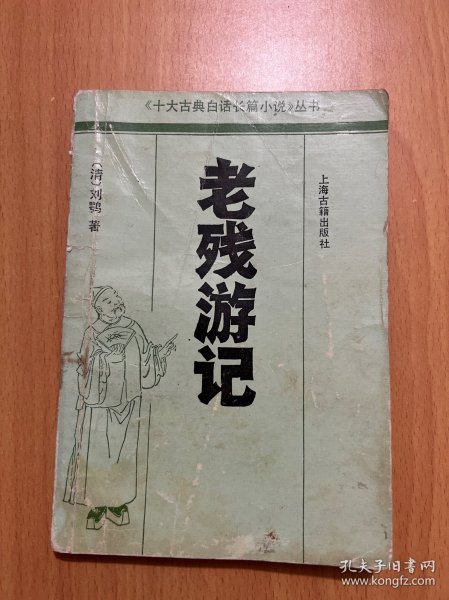 《十大古典白话长篇小说》丛书
老残游记
（清）刘鹗 著
上海古籍出版社
孔夫子旧书网
www.kongfz.com